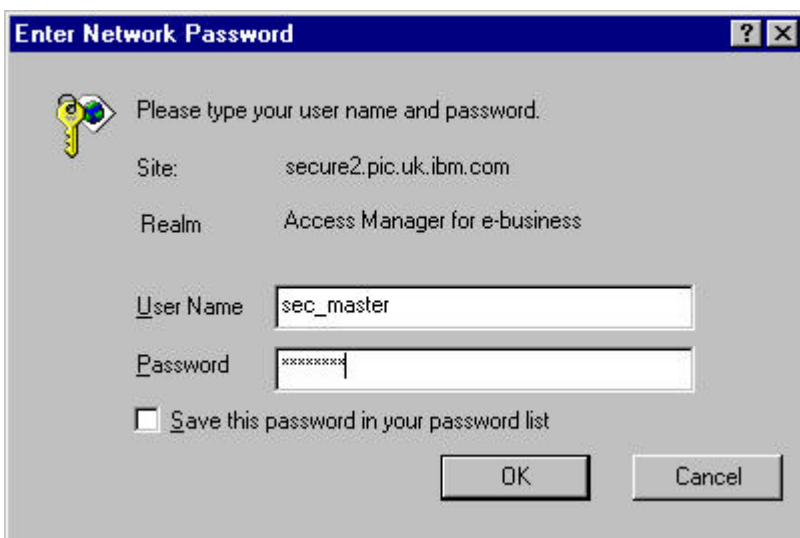 Enter Network Password
Please type your user name and password.
Site: secure2.pic.uk.ibm.com
Realm Access Manager for e-business
User Name sec_master
Password ********
Save this password in your password list
OK Cancel